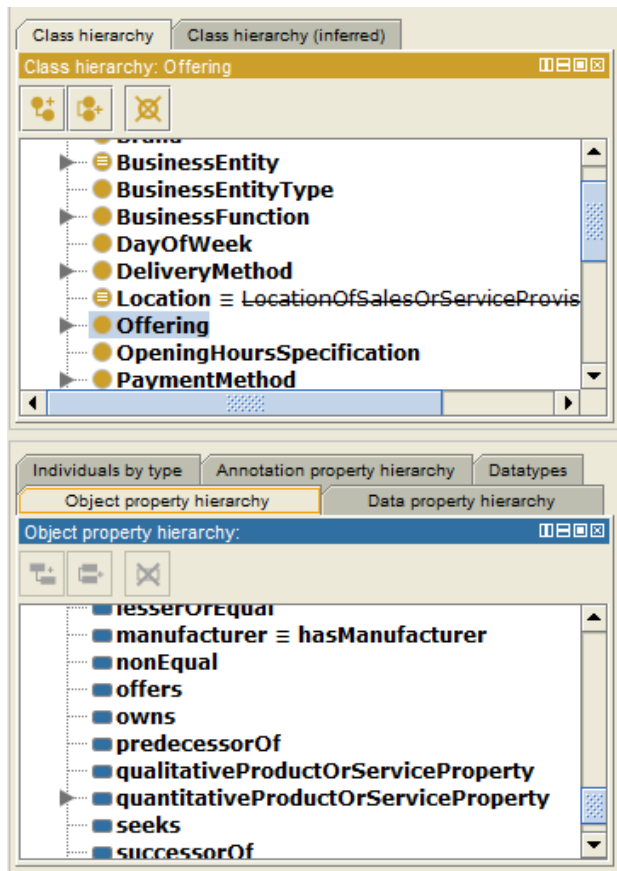 Class hierarchy
Class hierarchy (inferred)
Class hierarchy: Offering
Brand
BusinessEntity
BusinessEntityType
BusinessFunction
DayOfWeek
DeliveryMethod
Location ≡ LocationOfSalesOrServiceProvis
Offering
OpeningHoursSpecification
PaymentMethod
Individuals by type
Annotation property hierarchy
Datatypes
Object property hierarchy
Data property hierarchy
Object property hierarchy:
lesserOrEqual
manufacturer ≡ hasManufacturer
nonEqual
offers
owns
predecessorOf
qualitativeProductOrServiceProperty
quantitativeProductOrServiceProperty
seeks
successorOf